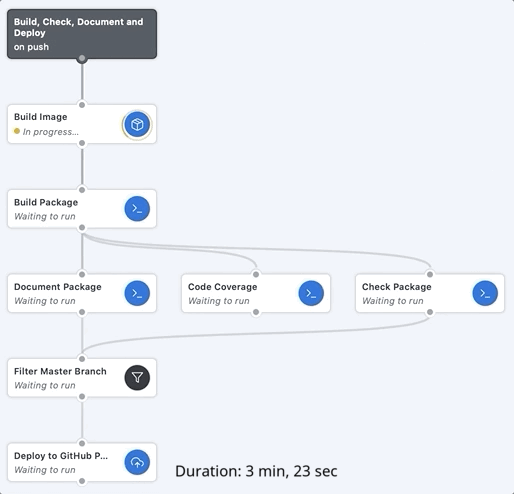 Build, Check, Document and
Deploy
on push
Build Image
In progress...
Build Package
Waiting to run
Document Package
Waiting to run
Code Coverage
Waiting to run
Check Package
Waiting to run
Filter Master Branch
Waiting to run
Deploy to GitHub P...
Waiting to run
Duration: 3 min, 23 sec